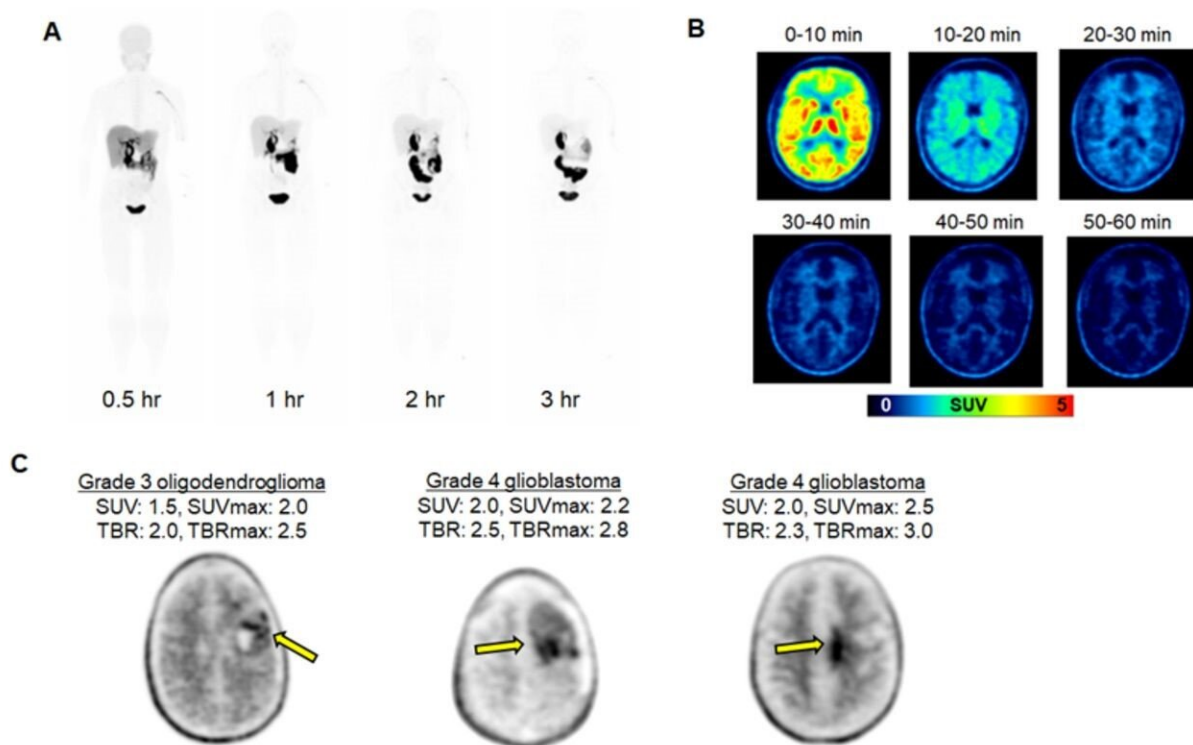 A
0.5 hr
1 hr
2 hr
3 hr
B
0-10 min
10-20 min
20-30 min
30-40 min
40-50 min
50-60 min
0 SUV 5
C
Grade 3 oligodendroglioma
SUV: 1.5, SUVmax: 2.0
TBR: 2.0, TBRmax: 2.5
Grade 4 glioblastoma
SUV: 2.0, SUVmax: 2.2
TBR: 2.5, TBRmax: 2.8
Grade 4 glioblastoma
SUV: 2.0, SUVmax: 2.5
TBR: 2.3, TBRmax: 3.0